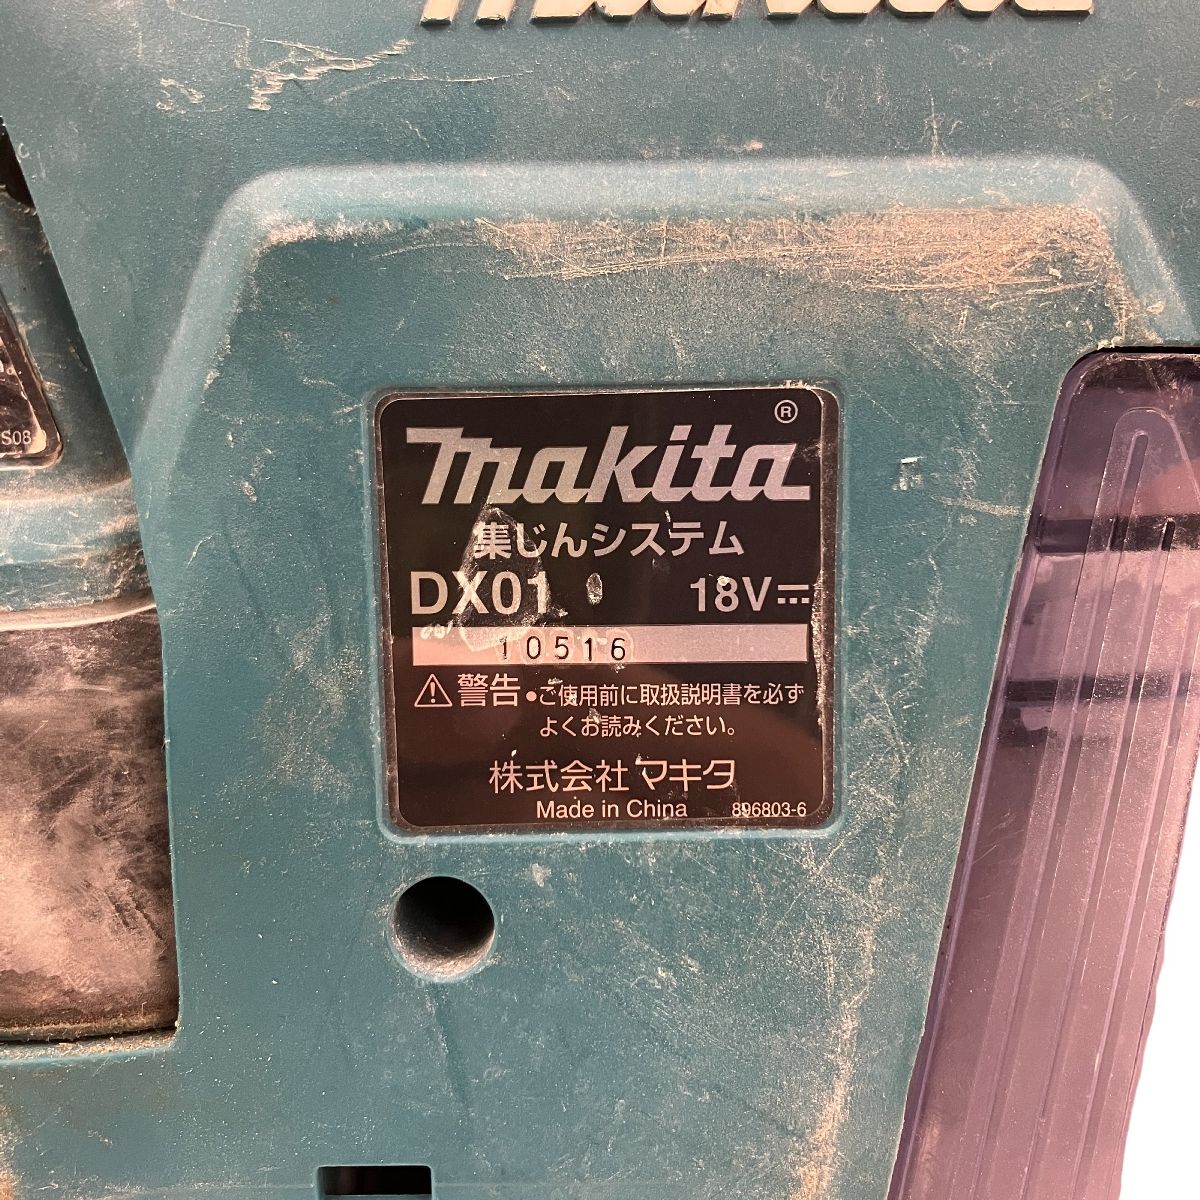 makita
S08
®
makita
集じんシステム
DX01 18V
10516
警告 ●ご使用前に取扱説明書を必ず
よくお読みください。
株式会社 マキタ
Made in China 896803-6